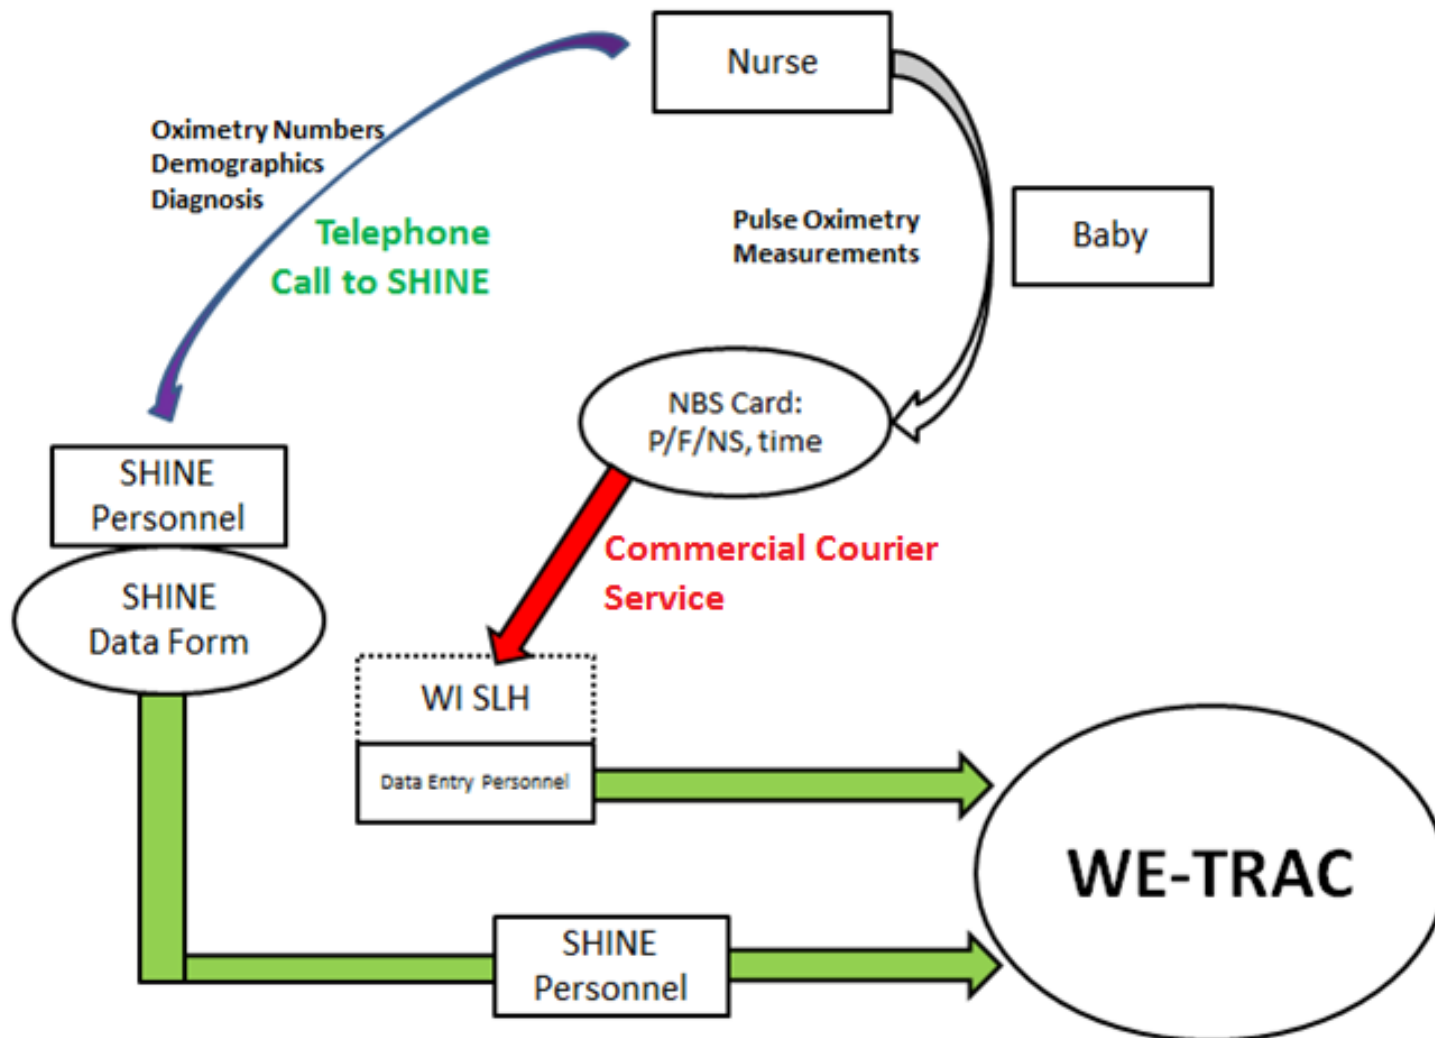 Nurse
Oximetry Numbers
Demographics
Diagnosis
Telephone
Call to SHINE
Pulse Oximetry
Measurements
Baby
NBS Card:
P/F/NS, time
SHINE
Personnel
SHINE
Data Form
Commercial Courier
Service
WI SLH
Data Entry Personnel
WE-TRAC
SHINE
Personnel